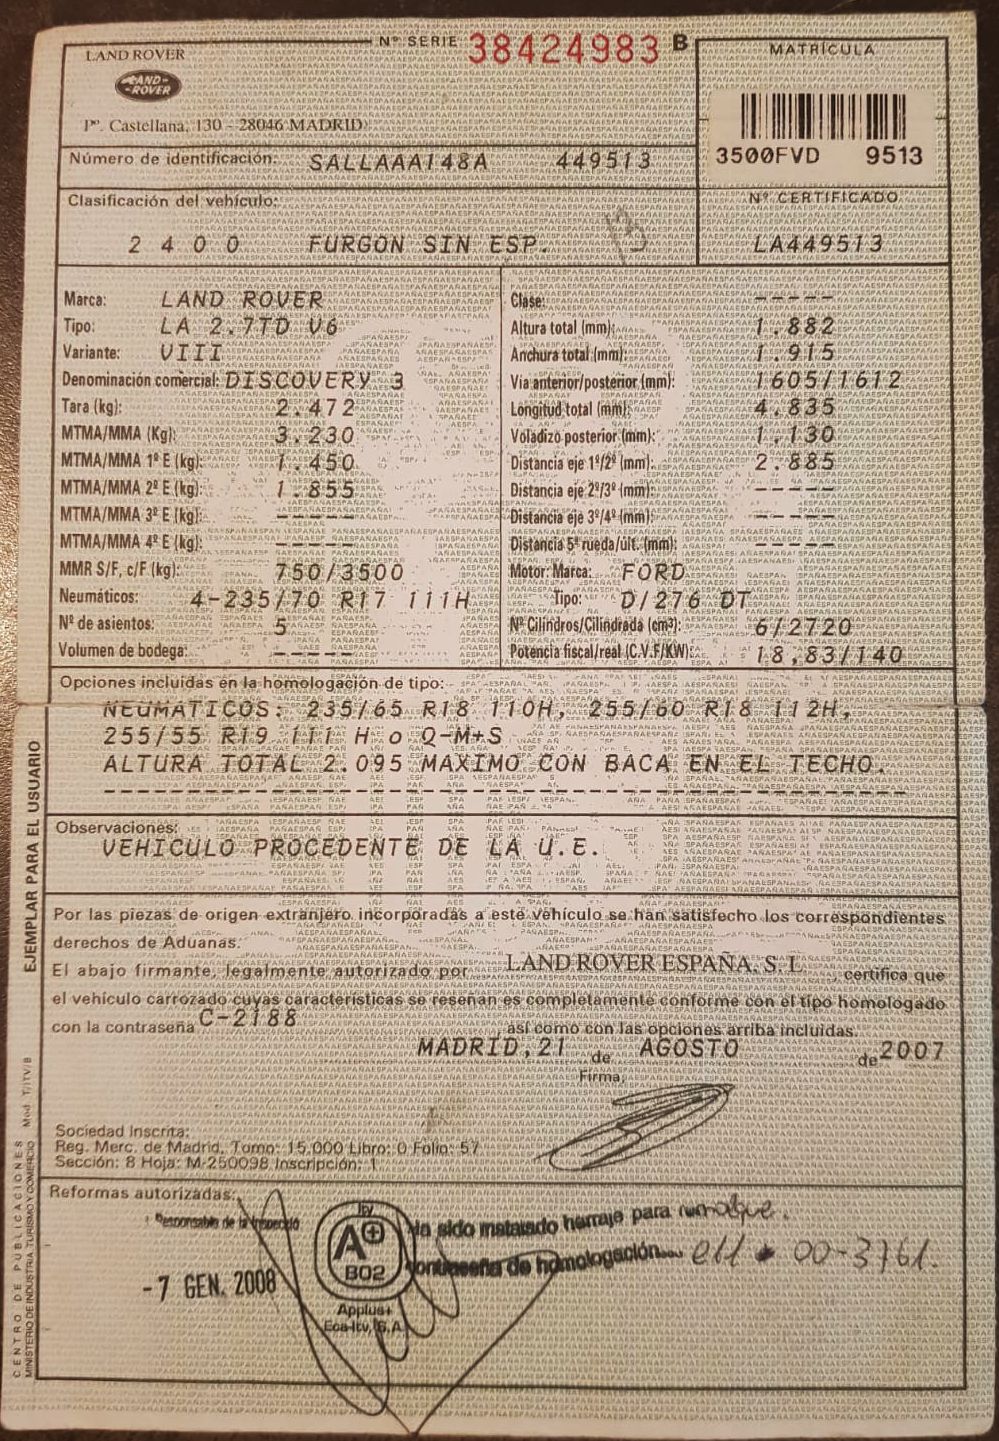 LAND ROVER
Nº SERIE 38424983 B
MATRÍCULA
LAND-
-ROVER
Pº. Castellana, 130 - 28046 MADRID
3500FVD 9513
Número de identificación: SALLAAA148A 449513
Clasificación del vehículo:
Nº CERTIFICADO
2 4 0 0 FURGON SIN ESP. 13
LA449513
Marca: LAND ROVER
Tipo: LA 2.7TD V6
Variante: VIII
Denominación comercial: DISCOVERY 3
Tara (kg): 2.472
MTMA/MMA (Kg): 3.230
MTMA/MMA 1º E (kg): 1.450
MTMA/MMA 2º E (kg): 1.855
MTMA/MMA 3º E (kg): -----
MTMA/MMA 4º E (kg): -----
MMR S/F, c/F (kg): 750/3500
Neumáticos: 4-235/70 R17 111H
Nº de asientos: 5
Volumen de bodega: -----
Clase: -----
Altura total (mm): 1.882
Anchura total (mm): 1.915
Via anterior/posterior (mm): 1605/1612
Longitud total (mm): 4.835
Voladizo posterior (mm): 1.130
Distancia eje 1º/2º (mm): 2.885
Distancia eje 2º/3º (mm): -----
Distancia eje 3º/4º (mm): -----
Distancia 5ª rueda/últ. (mm): -----
Motor: Marca: FORD
Tipo: D/276 DT
Nº Cilindros/Cilindrada (cm³): 6/2720
Potencia fiscal/real (C.V.F/KW): 18,83/140
Opciones incluidas en la homologación de tipo:
NEUMATICOS: 235/65 R18 110H, 255/60 R18 112H,
255/55 R19 111 H o Q-M+S
ALTURA TOTAL 2.095 MAXIMO CON BACA EN EL TECHO.
Observaciones:
VEHICULO PROCEDENTE DE LA U.E.
Por las piezas de origen extranjero incorporadas a este vehículo se han satisfecho los correspondientes
derechos de Aduanas.
El abajo firmante, legalmente autorizado por LAND ROVER ESPAÑA, S. L. certifica que
el vehículo carrozado cuyas características se reseñan es completamente conforme con el tipo homologado
con la contraseña C-2188 así como con las opciones arriba incluidas.
MADRID, 21 de AGOSTO de 2007
Firma,
Sociedad Inscrita:
Reg. Merc. de Madrid, Tomo: 15.000 Libro: 0 Folio: 57
Sección: 8 Hoja: M-250098 Inscripción: 1
Reformas autorizadas:
Responsable de la Inspecció
-7 GEN. 2008
itv
A+
B02
Applus+
Eca-Itv, S.A.
Ha sido instalado herraje para remolque.
contraseña de homologación... e11 00-3761.
EJEMPLAR PARA EL USUARIO
CENTRO DE PUBLICACIONES Mod. TITV/B
MINISTERIO DE INDUSTRIA TURISMO Y COMERCIO